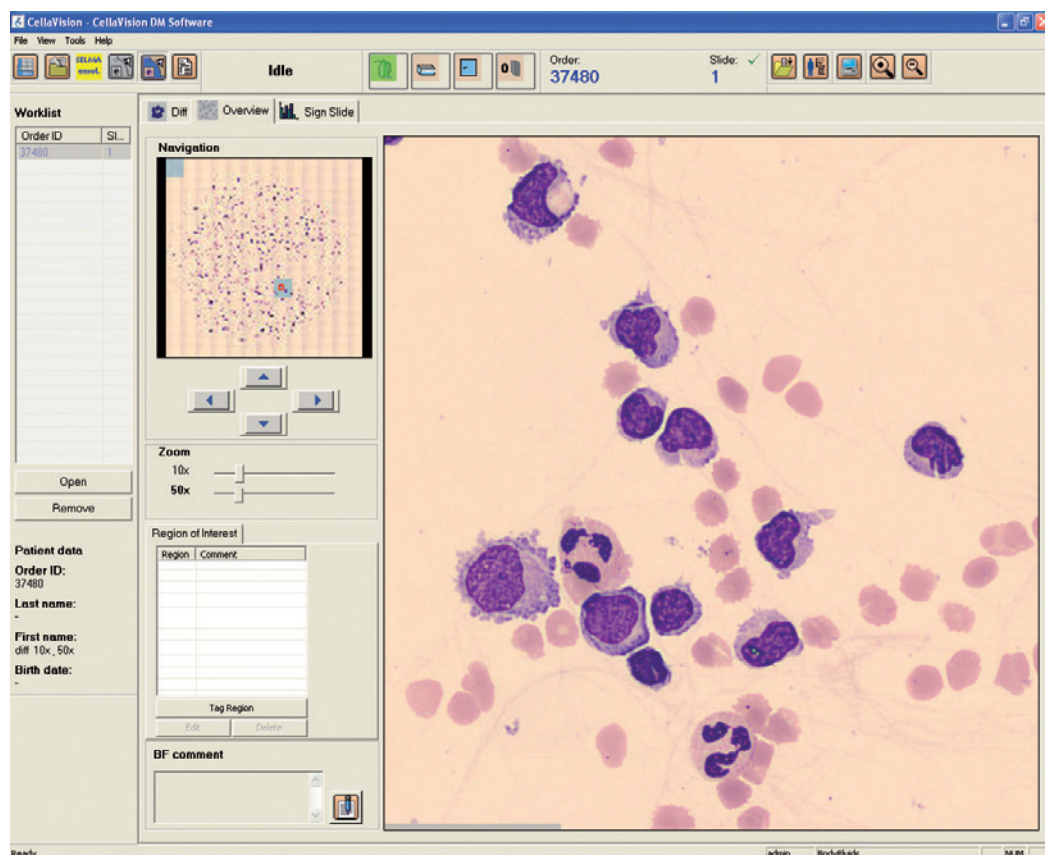 CellaVision - CellaVision DM Software
File View Tools Help
SELMA
emul.
Idle
Order:
37480
Slide:
1
Worklist
Order ID Sl...
37480 1
Open
Remove
Patient data
Order ID:
37480
Last name:
-
First name:
diff 10x, 50x
Birth date:
-
Diff Overview Sign Slide
Navigation
Zoom
10x
50x
Region of Interest
Region Comment
Tag Region
Edit Delete
BF comment
Ready
admin BodyFluids NUM